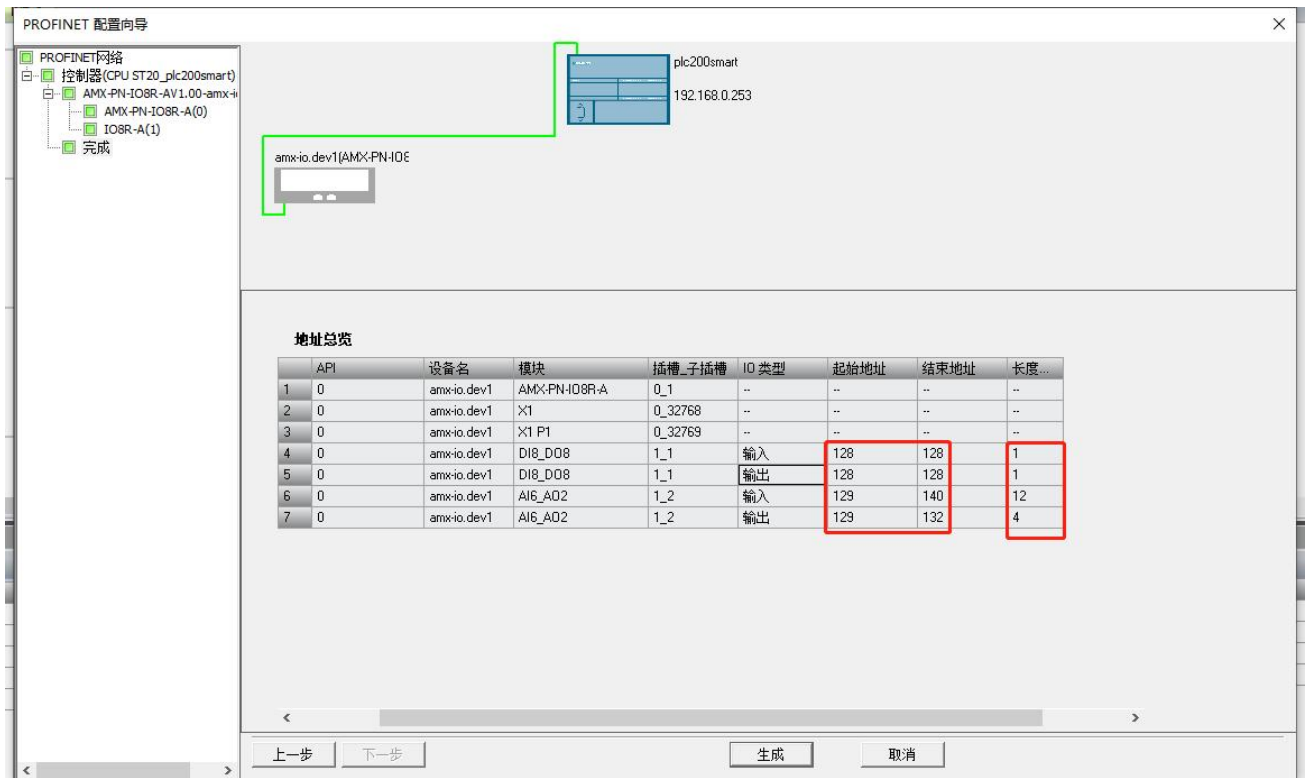 PROFINET 配置向导
PROFINET网络
控制器(CPU ST20_plc200smart)
AMX-PN-IO8R-AV1.00-amx-i
AMX-PN-IO8R-A(0)
IO8R-A(1)
完成
plc200smart
192.168.0.253
amx-io.dev1(AMX-PN-IO8
地址总览
API 设备名 模块 插槽_子插槽 IO 类型 起始地址 结束地址 长度...
1 0 amx-io.dev1 AMX-PN-IO8R-A 0_1 -- -- -- --
2 0 amx-io.dev1 X1 0_32768 -- -- -- --
3 0 amx-io.dev1 X1 P1 0_32769 -- -- -- --
4 0 amx-io.dev1 DI8_DO8 1_1 输入 128 128 1
5 0 amx-io.dev1 DI8_DO8 1_1 输出 128 128 1
6 0 amx-io.dev1 AI6_AO2 1_2 输入 129 140 12
7 0 amx-io.dev1 AI6_AO2 1_2 输出 129 132 4
上一步 下一步 生成 取消